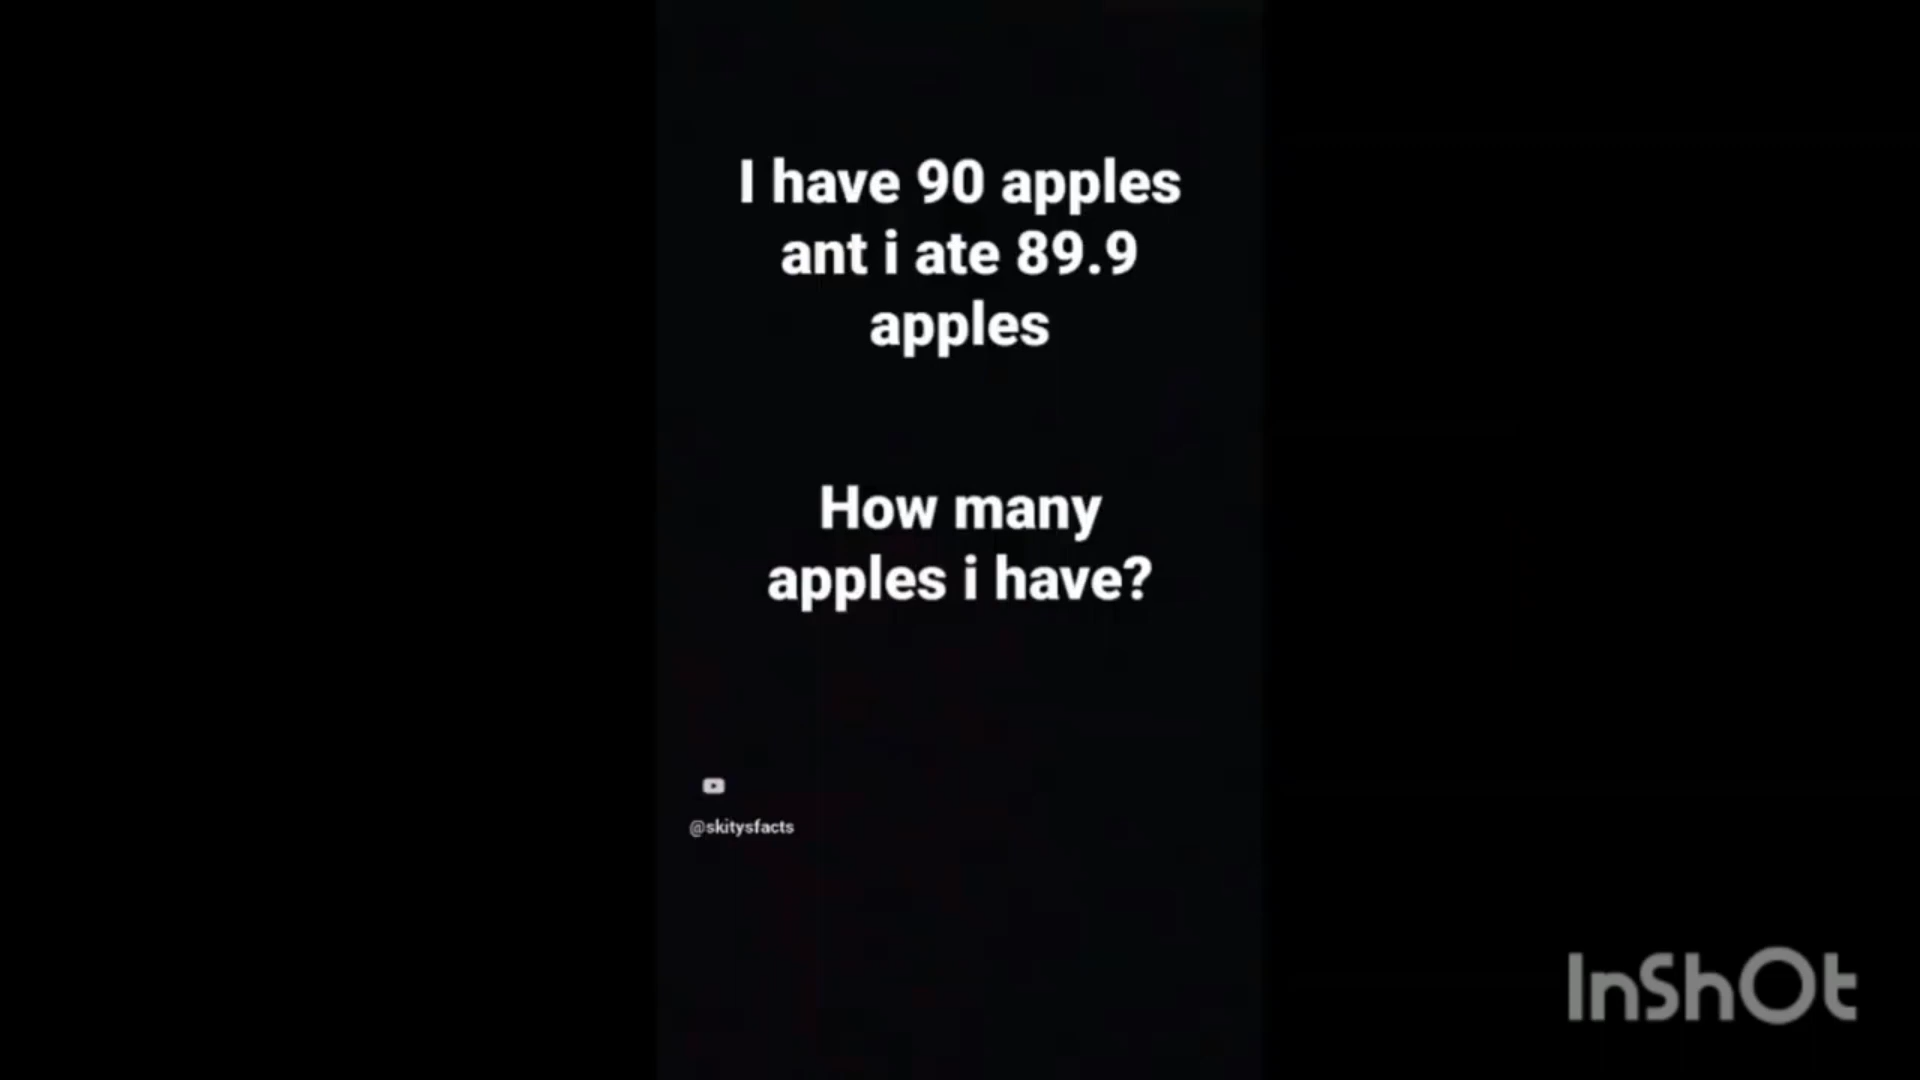 I have 90 apples
ant i ate 89.9
apples
How many
apples i have?
@skitysfacts
InShOt